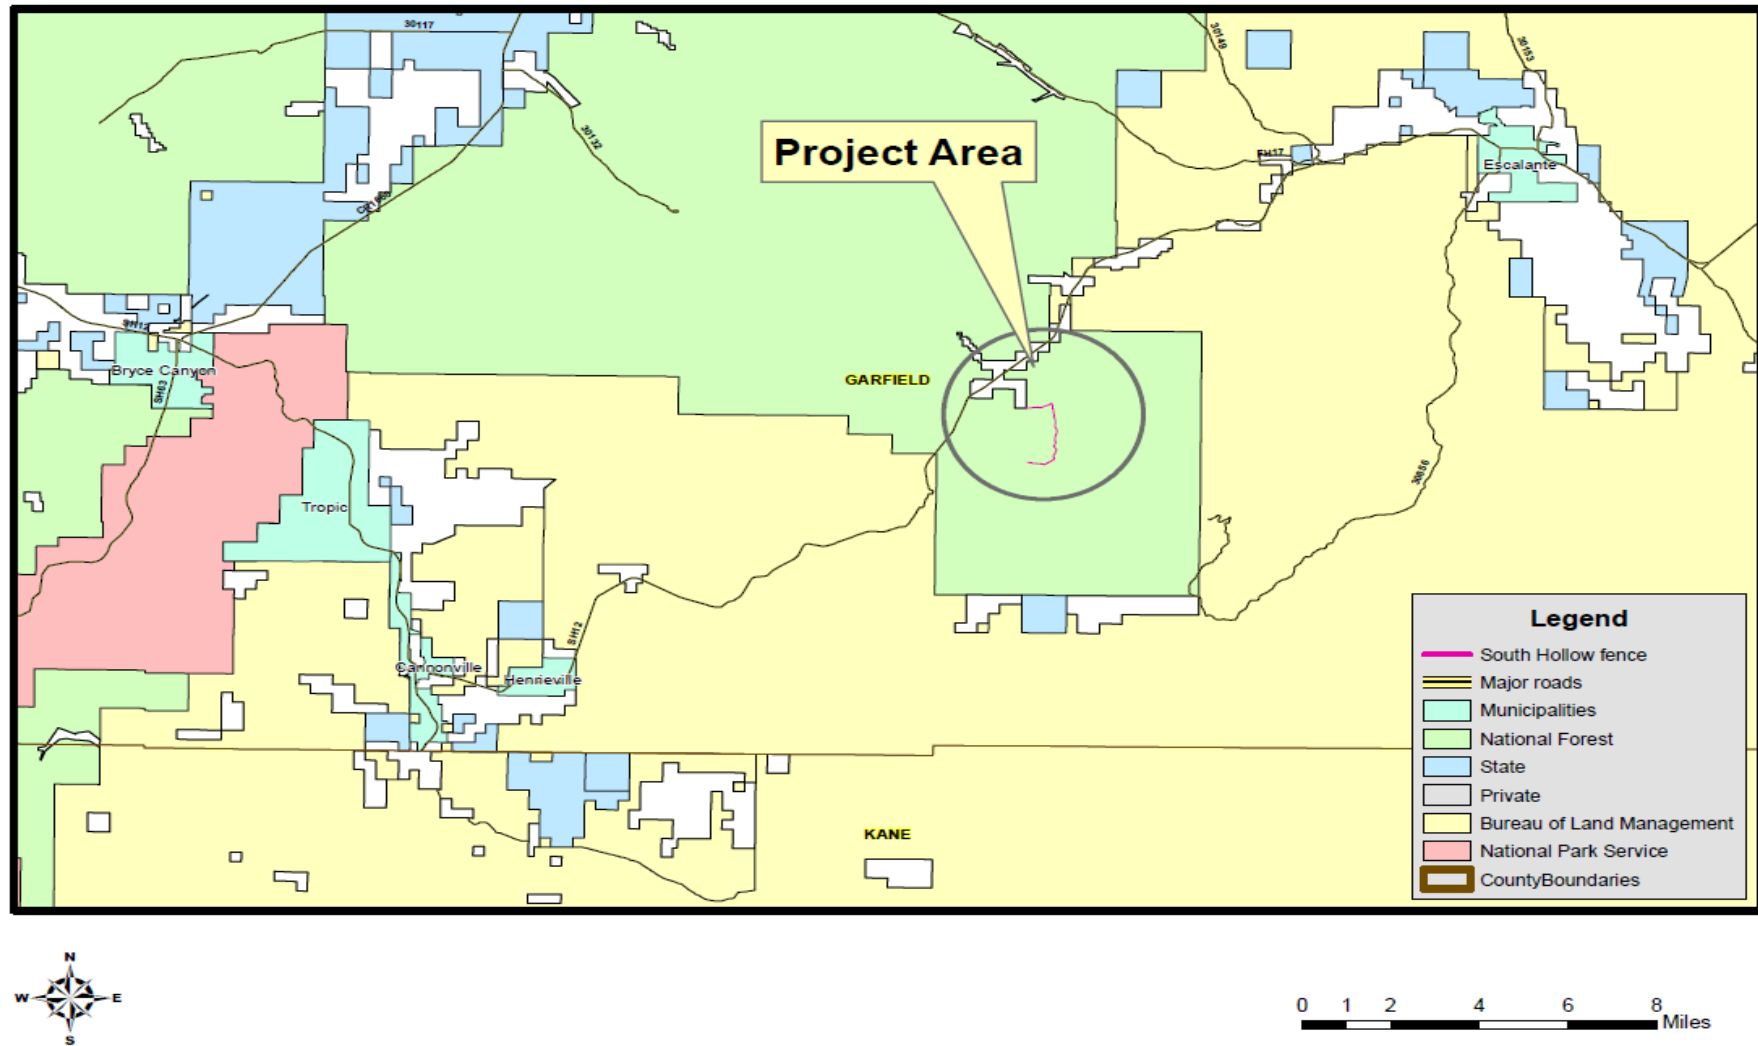 30117
30149
30153
30132
Project Area
FH17
Escalante
SH12
Bryce Canyon
SH63
GARFIELD
30656
Tropic
SH12
Cannonville
Henrieville
KANE
Legend
South Hollow fence
Major roads
Municipalities
National Forest
State
Private
Bureau of Land Management
National Park Service
CountyBoundaries
N
W E
S
0 1 2 4 6 8
Miles